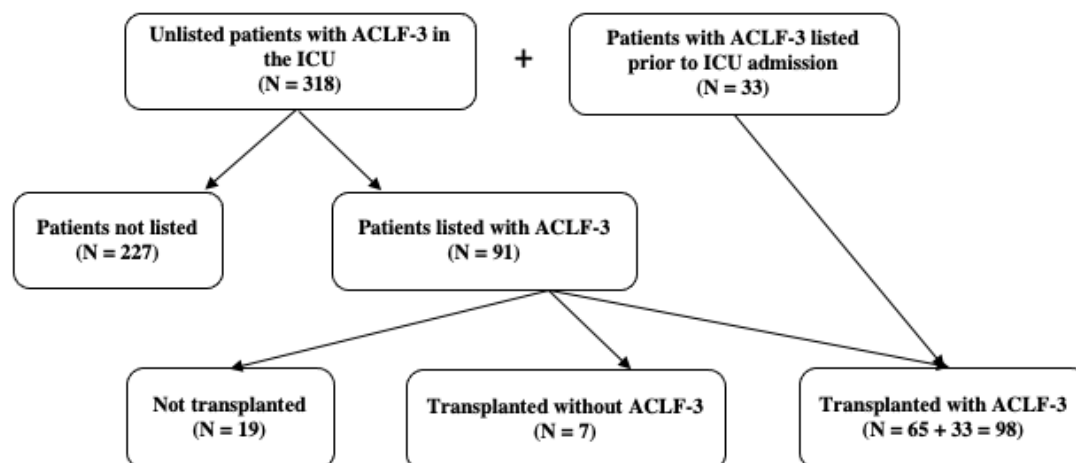 Unlisted patients with ACLF-3 in
the ICU
(N = 318)
+
Patients with ACLF-3 listed
prior to ICU admission
(N = 33)
Patients not listed
(N = 227)
Patients listed with ACLF-3
(N = 91)
Not transplanted
(N = 19)
Transplanted without ACLF-3
(N = 7)
Transplanted with ACLF-3
(N = 65 + 33 = 98)